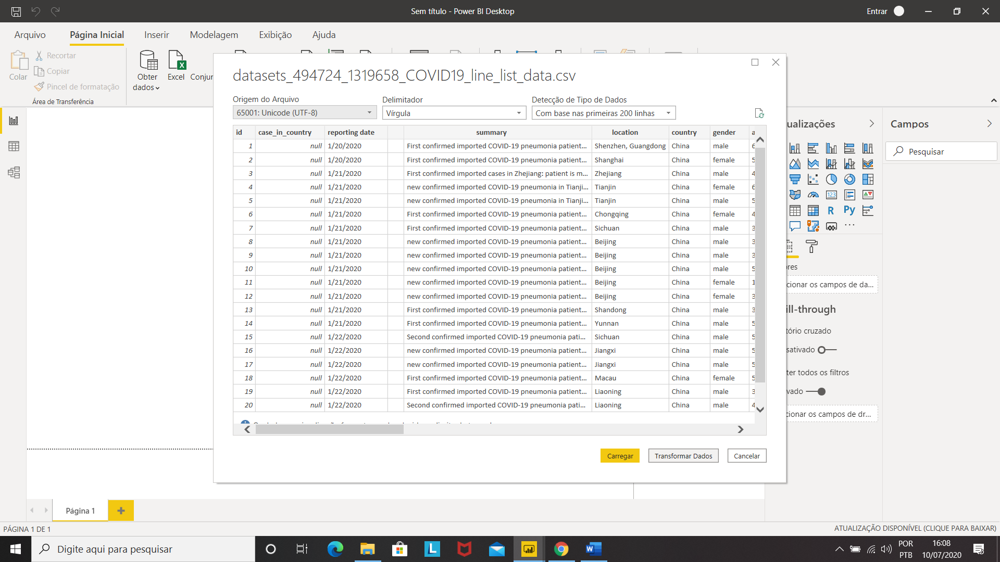 Sem título - Power BI Desktop
Entrar
Arquivo
Página Inicial
Inserir
Modelagem
Exibição
Ajuda
Colar
Recortar
Copiar
Pincel de formatação
Área de Transferência
Obter dados
Excel
Conjun
datasets_494724_1319658_COVID19_line_list_data.csv
Origem do Arquivo
Delimitador
Detecção de Tipo de Dados
65001: Unicode (UTF-8)
Vírgula
Com base nas primeiras 200 linhas
id case_in_country reporting date summary location country gender a
1 null 1/20/2020 First confirmed imported COVID-19 pneumonia patient... Shenzhen, Guangdong China male 6
2 null 1/20/2020 First confirmed imported COVID-19 pneumonia patient... Shanghai China female 5
3 null 1/21/2020 First confirmed imported cases in Zhejiang: patient is m... Zhejiang China male 4
4 null 1/21/2020 new confirmed imported COVID-19 pneumonia in Tianji... Tianjin China female 6
5 null 1/21/2020 new confirmed imported COVID-19 pneumonia in Tianji... Tianjin China male 5
6 null 1/21/2020 First confirmed imported COVID-19 pneumonia patient... Chongqing China female 4
7 null 1/21/2020 First confirmed imported COVID-19 pneumonia patient... Sichuan China male 3
8 null 1/21/2020 new confirmed imported COVID-19 pneumonia patient... Beijing China male 3
9 null 1/21/2020 new confirmed imported COVID-19 pneumonia patient... Beijing China male 3
10 null 1/21/2020 new confirmed imported COVID-19 pneumonia patient... Beijing China male 5
11 null 1/21/2020 new confirmed imported COVID-19 pneumonia patient... Beijing China female 1
12 null 1/21/2020 new confirmed imported COVID-19 pneumonia patient... Beijing China female 3
13 null 1/21/2020 First confirmed imported COVID-19 pneumonia patient... Shandong China male 3
14 null 1/21/2020 First confirmed imported COVID-19 pneumonia patient... Yunnan China male 5
15 null 1/22/2020 Second confirmed imported COVID-19 pneumonia pati... Sichuan China male 5
16 null 1/22/2020 new confirmed imported COVID-19 pneumonia patient... Jiangxi China male 5
17 null 1/22/2020 new confirmed imported COVID-19 pneumonia patient... Jiangxi China male 5
18 null 1/22/2020 First confirmed imported COVID-19 pneumonia patient... Macau China female 5
19 null 1/22/2020 First confirmed imported COVID-19 pneumonia patient... Liaoning China male 3
20 null 1/22/2020 Second confirmed imported COVID-19 pneumonia pati... Liaoning China male 4
Carregar
Transformar Dados
Cancelar
ualizações
123
R
Py
...
res
cionar os campos de da...
ill-through
tório cruzado
sativado
ter todos os filtros
vado
cionar os campos de dr...
Campos
Pesquisar
Página 1
PÁGINA 1 DE 1
ATUALIZAÇÃO DISPONÍVEL (CLIQUE PARA BAIXAR)
Digite aqui para pesquisar
L
W
POR
PTB
16:08
10/07/2020